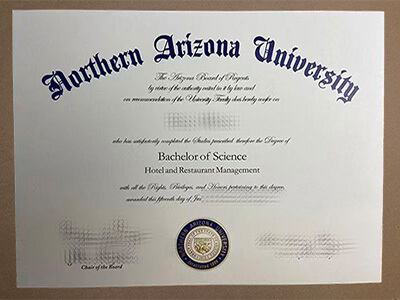 Northern Arizona University
The Arizona Board of Regents
by virtue of the authority vested in it by law and
on recommendation of the University Faculty does hereby confer on
who has satisfactorily completed the Studies prescribed therefore the Degree of
Bachelor of Science
Hotel and Restaurant Management
with all the Rights, Privileges, and Honors pertaining to this degree
awarded this fifteenth day of
Chair of the Board
NORTHERN ARIZONA UNIVERSITY